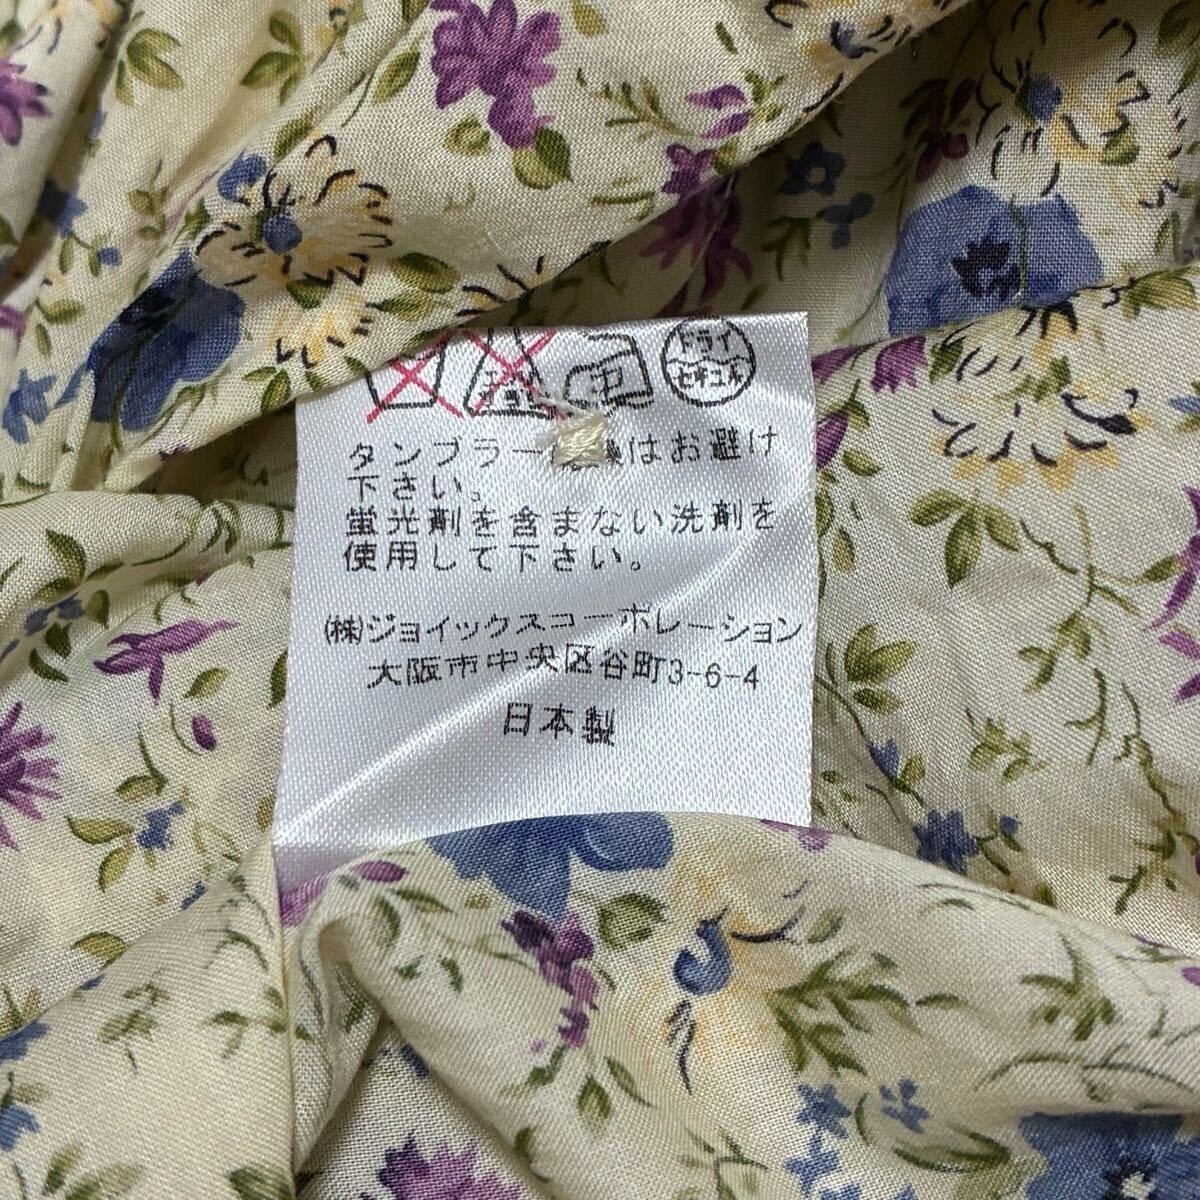 中
ドライ
セキュ
タンブラー はお避け
下さい。
蛍光剤を含まない洗剤を
使用して下さい。
㈱ジョイックスコーポレーション
大阪市中央区谷町3-6-4
日本製